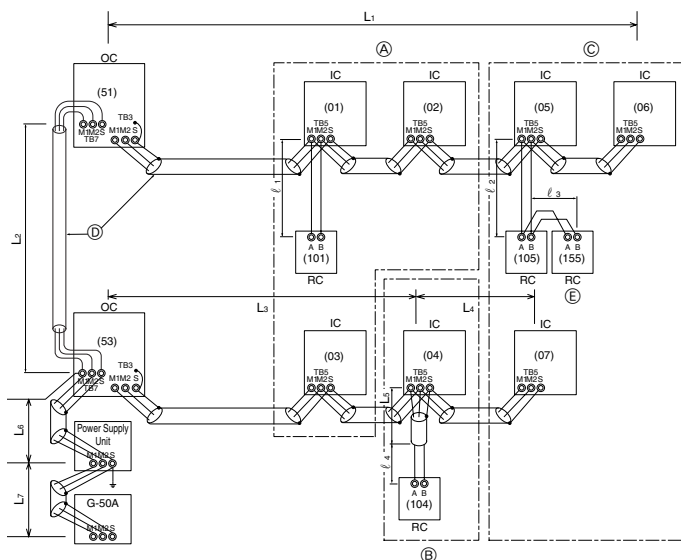 L1
A
C
OC
IC
IC
IC
IC
(51)
(01)
(02)
(05)
(06)
TB3
TB5
TB5
TB5
TB5
M1M2S
M1M2S
M1M2S
M1M2S
M1M2S
M1M2S
TB7
ℓ1
ℓ2
ℓ3
L2
D
A B
A B
A B
(101)
(105)
(155)
RC
RC
RC
E
OC
L3
L4
IC
IC
IC
(53)
(03)
(04)
(07)
TB3
TB5
TB5
TB5
M1M2S
M1M2S
M1M2S
M1M2S
M1M2S
TB7
L5
L6
Power Supply
Unit
M1M2S
ℓ4
A B
L7
G-50A
(104)
M1M2S
RC
B